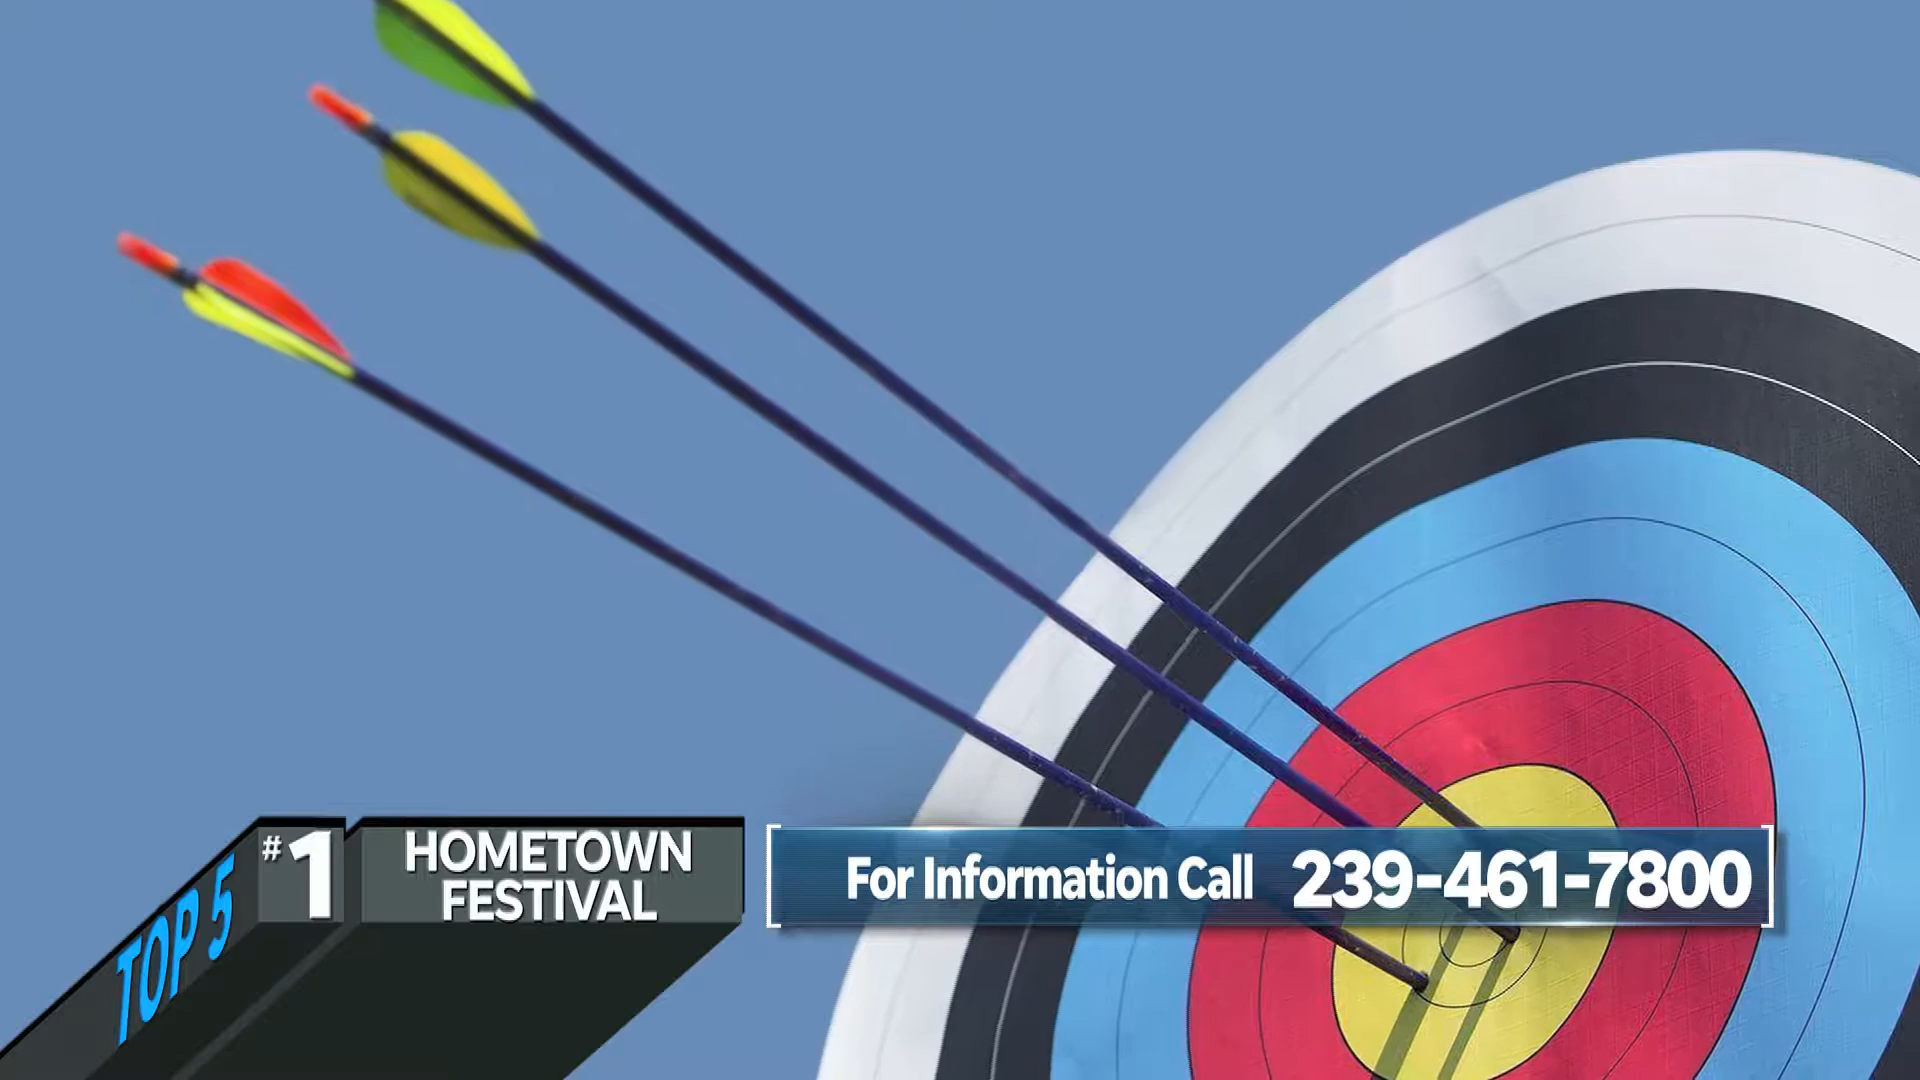 TOP 5
#1
HOMETOWN
FESTIVAL
For Information Call 239-461-7800